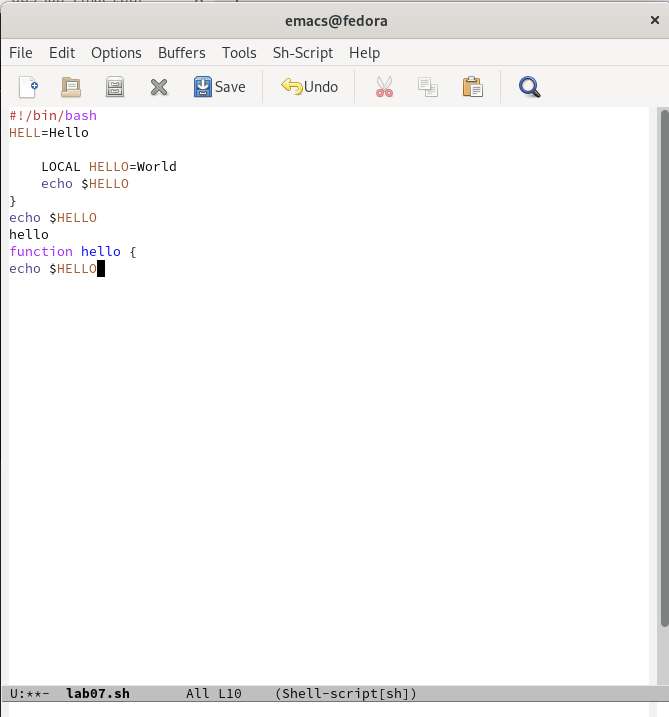 emacs@fedora
File Edit Options Buffers Tools Sh-Script Help
Save Undo
#!/bin/bash
HELL=Hello
LOCAL HELLO=World
echo $HELLO
}
echo $HELLO
hello
function hello {
echo $HELLO
U:**- lab07.sh All L10 (Shell-script[sh])